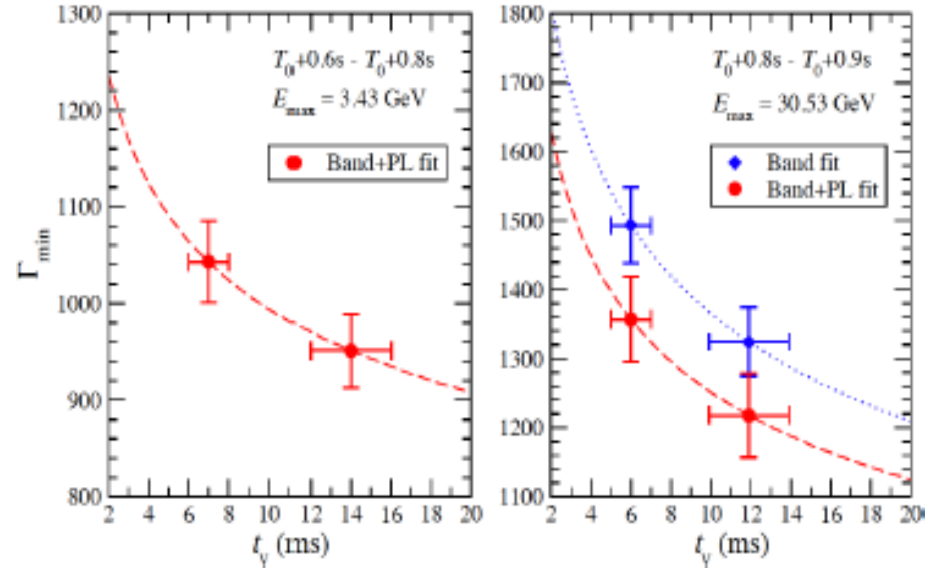 1300
1200
1100
1000
900
800
Γmin
T0+0.6s - T0+0.8s
Emax = 3.43 GeV
Band+PL fit
2 4 6 8 10 12 14 16 18 20
tγ (ms)
1800
1700
1600
1500
1400
1300
1200
1100
T0+0.8s - T0+0.9s
Emax = 30.53 GeV
Band fit
Band+PL fit
2 4 6 8 10 12 14 16 18 20
tγ (ms)